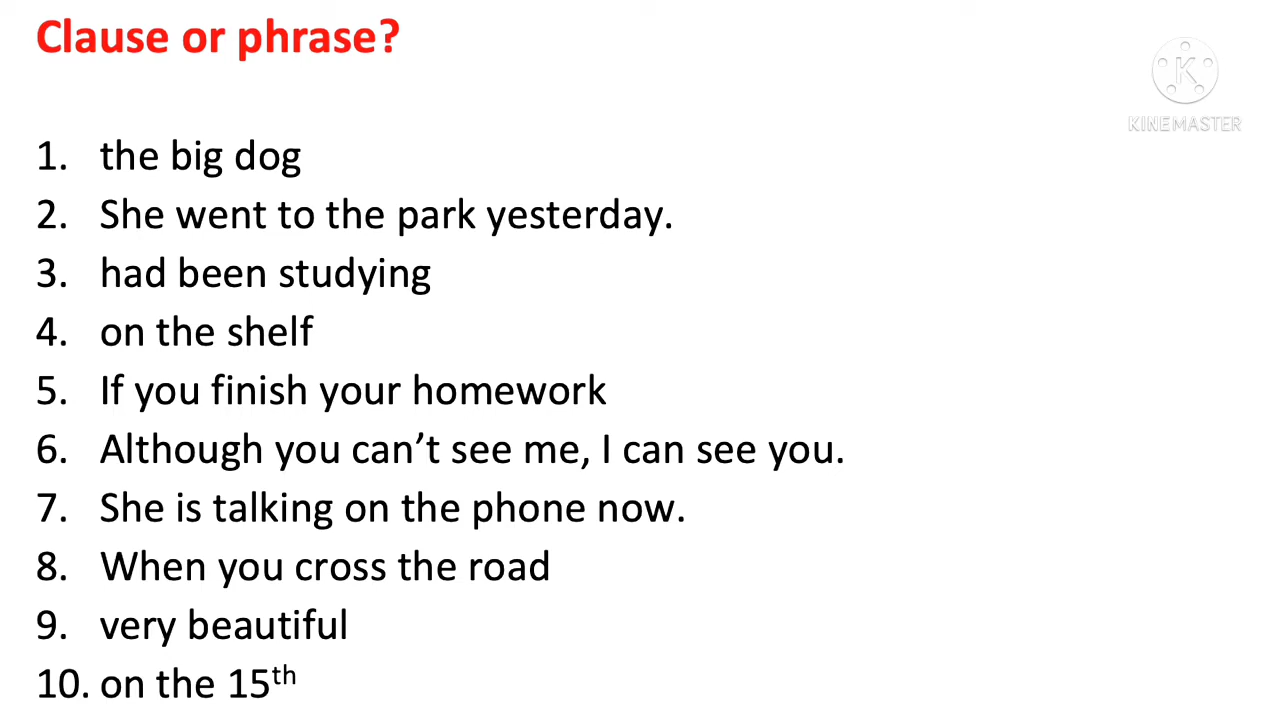 Clause or phrase?
K
KINEMASTER
1. the big dog
2. She went to the park yesterday.
3. had been studying
4. on the shelf
5. If you finish your homework
6. Although you can’t see me, I can see you.
7. She is talking on the phone now.
8. When you cross the road
9. very beautiful
10. on the 15th